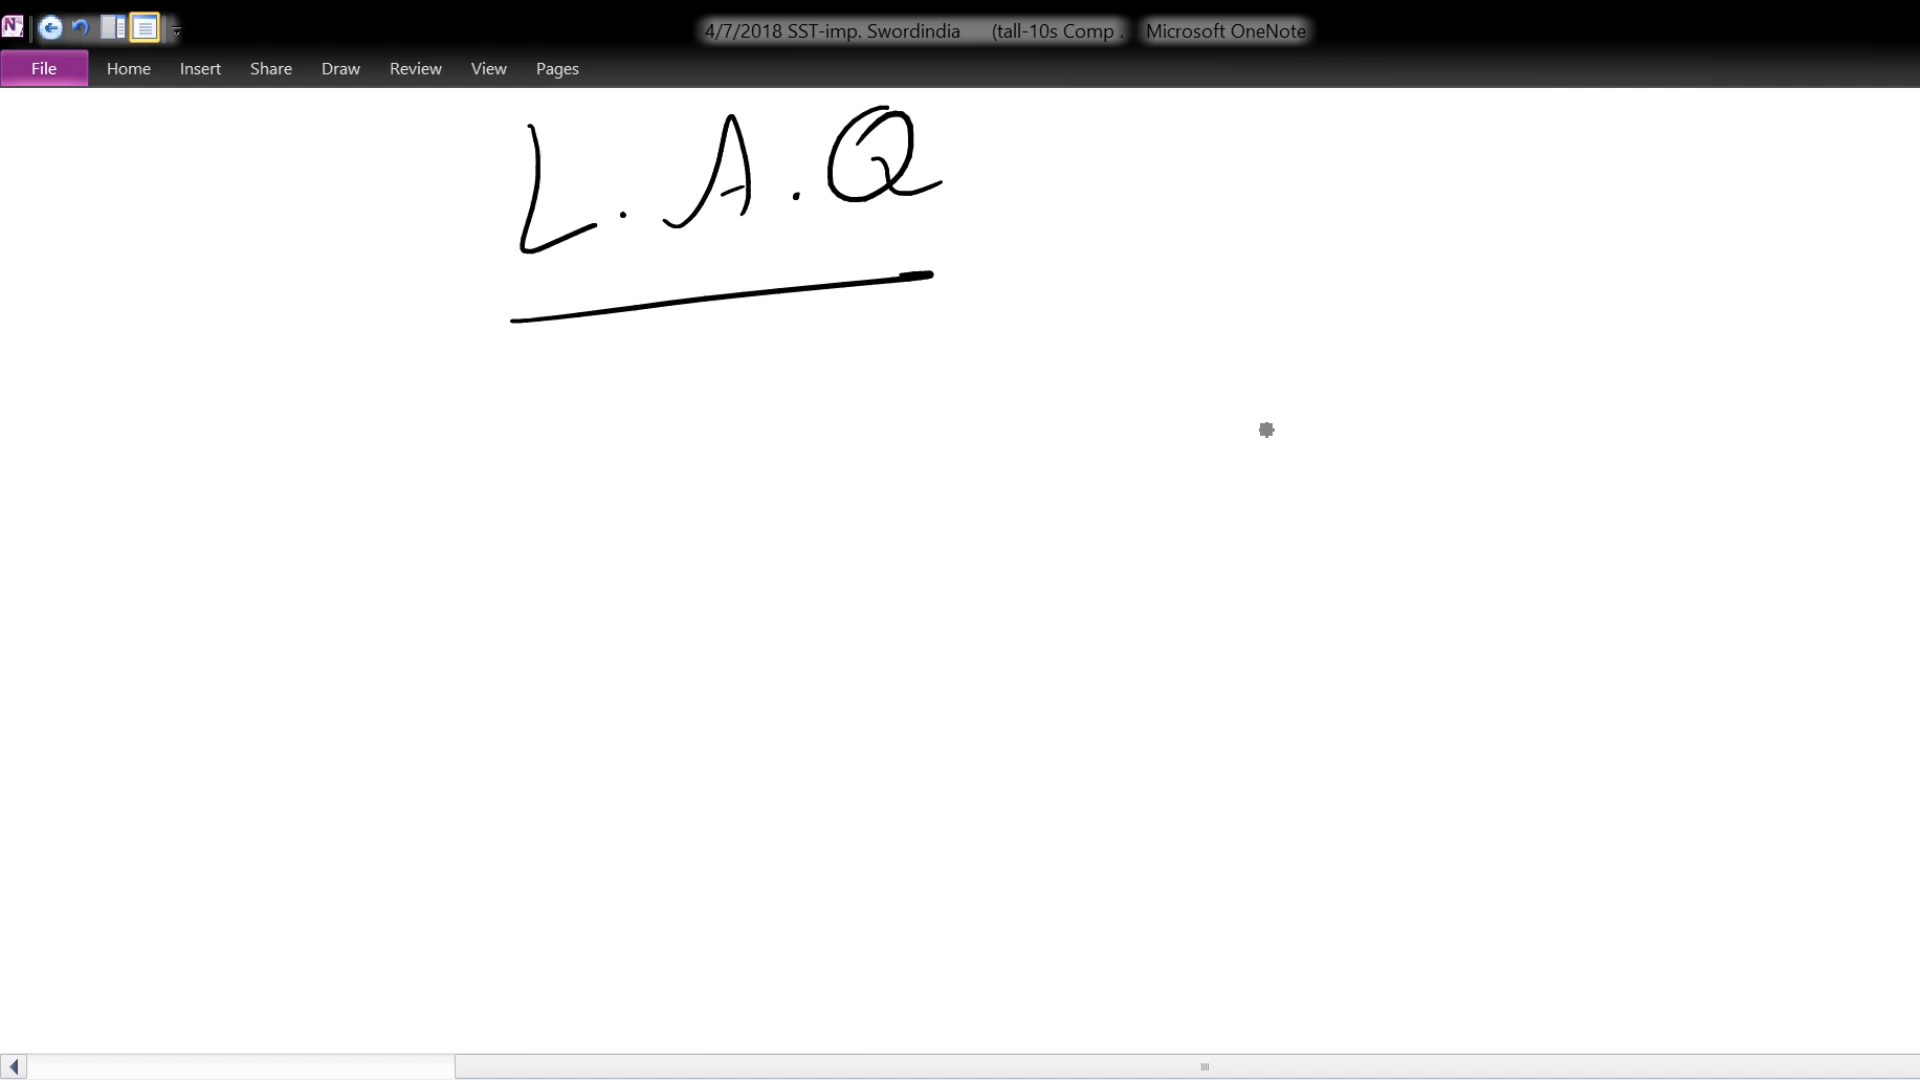 4/7/2018 SST-imp. Swordindia (tall-10s Comp . Microsoft OneNote
File Home Insert Share Draw Review View Pages
L.A.Q